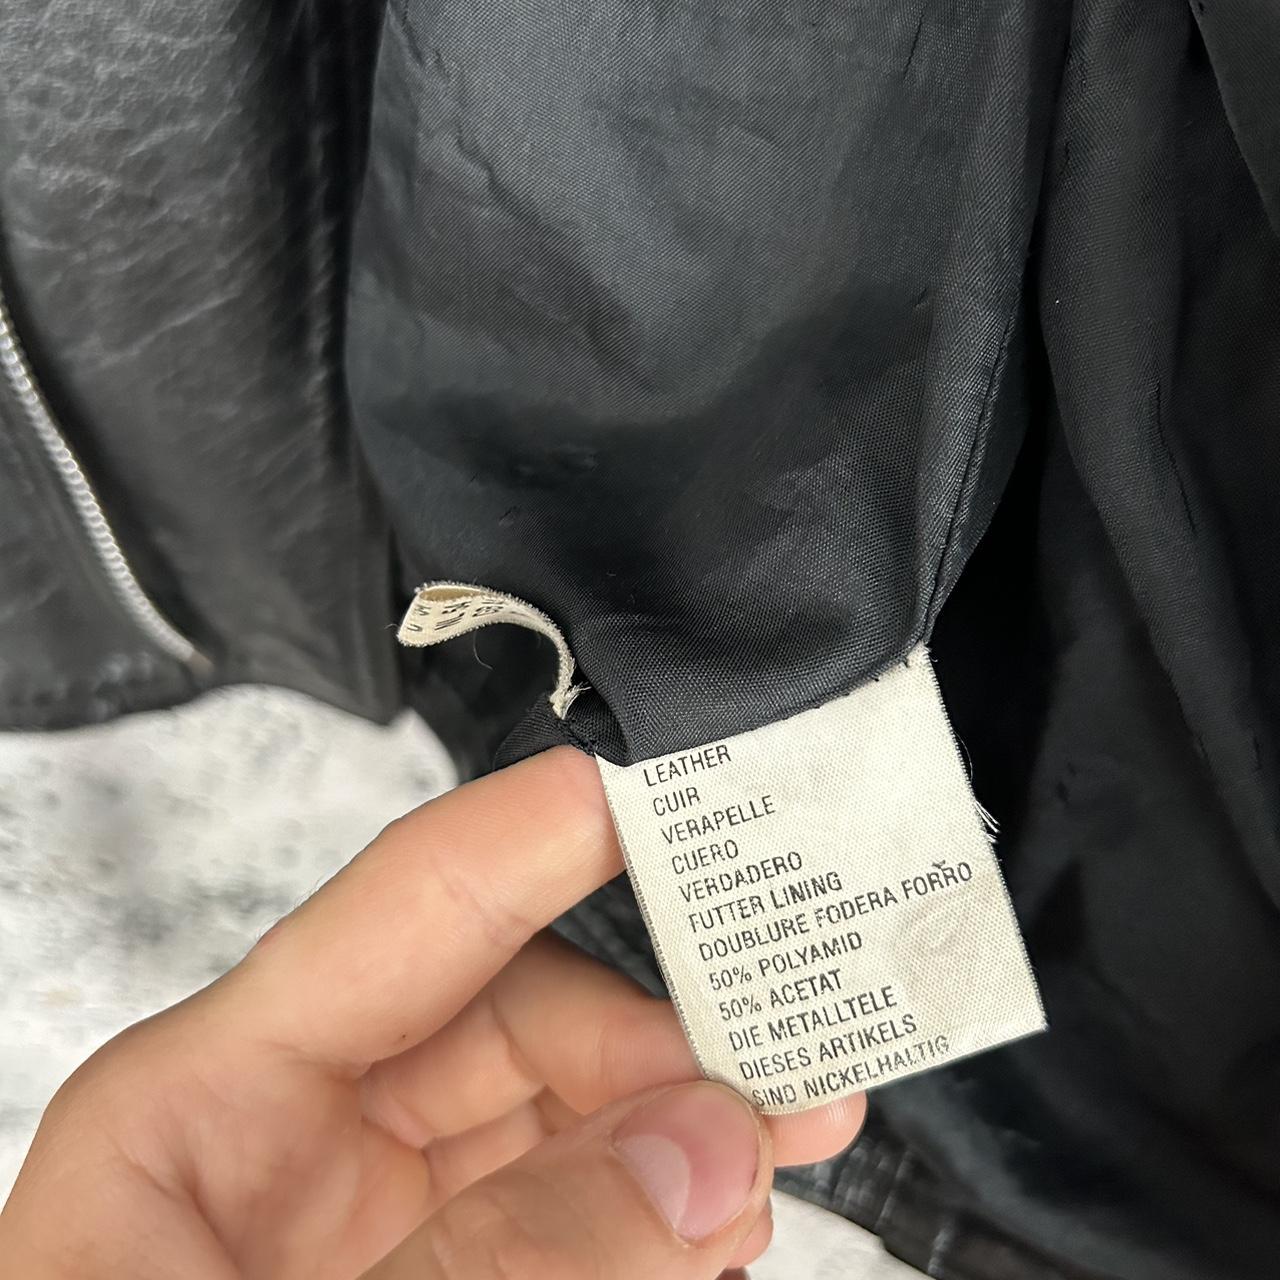 LEATHER
CUIR
VERAPELLE
CUERO
VERDADERO
FUTTER LINING
DOUBLURE FODERA FORRO
50% POLYAMID
50% ACETAT
DIE METALLTELE
DIESES ARTIKELS
SIND NICKELHALTIG